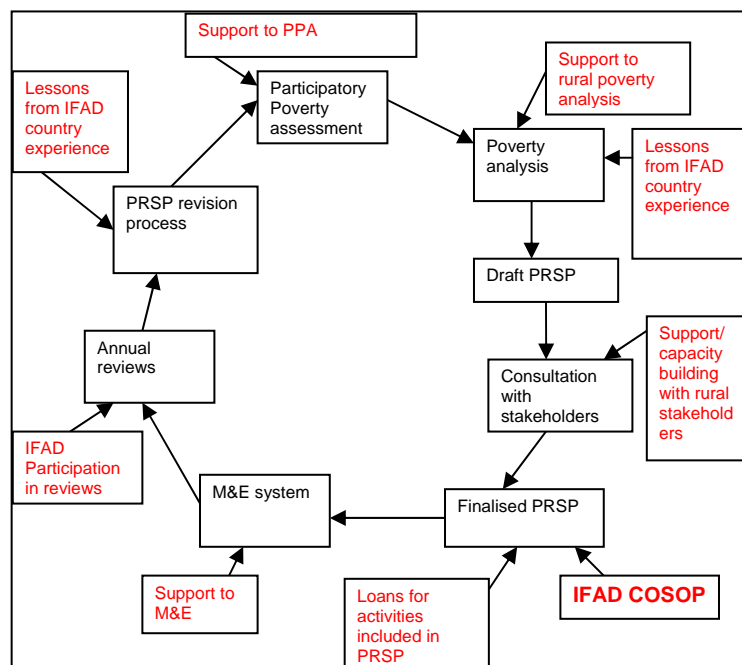 Support to PPA
Lessons
from IFAD
country
experience
Participatory
Poverty
assessment
Support to
rural poverty
analysis
Poverty
analysis
Lessons
from IFAD
country
experience
PRSP revision
process
Draft PRSP
Annual
reviews
Consultation
with
stakeholders
Support/
capacity
building
with rural
stakehold
ers
IFAD
Participation
in reviews
M&E system
Finalised PRSP
Support to
M&E
Loans for
activities
included in
PRSP
IFAD COSOP